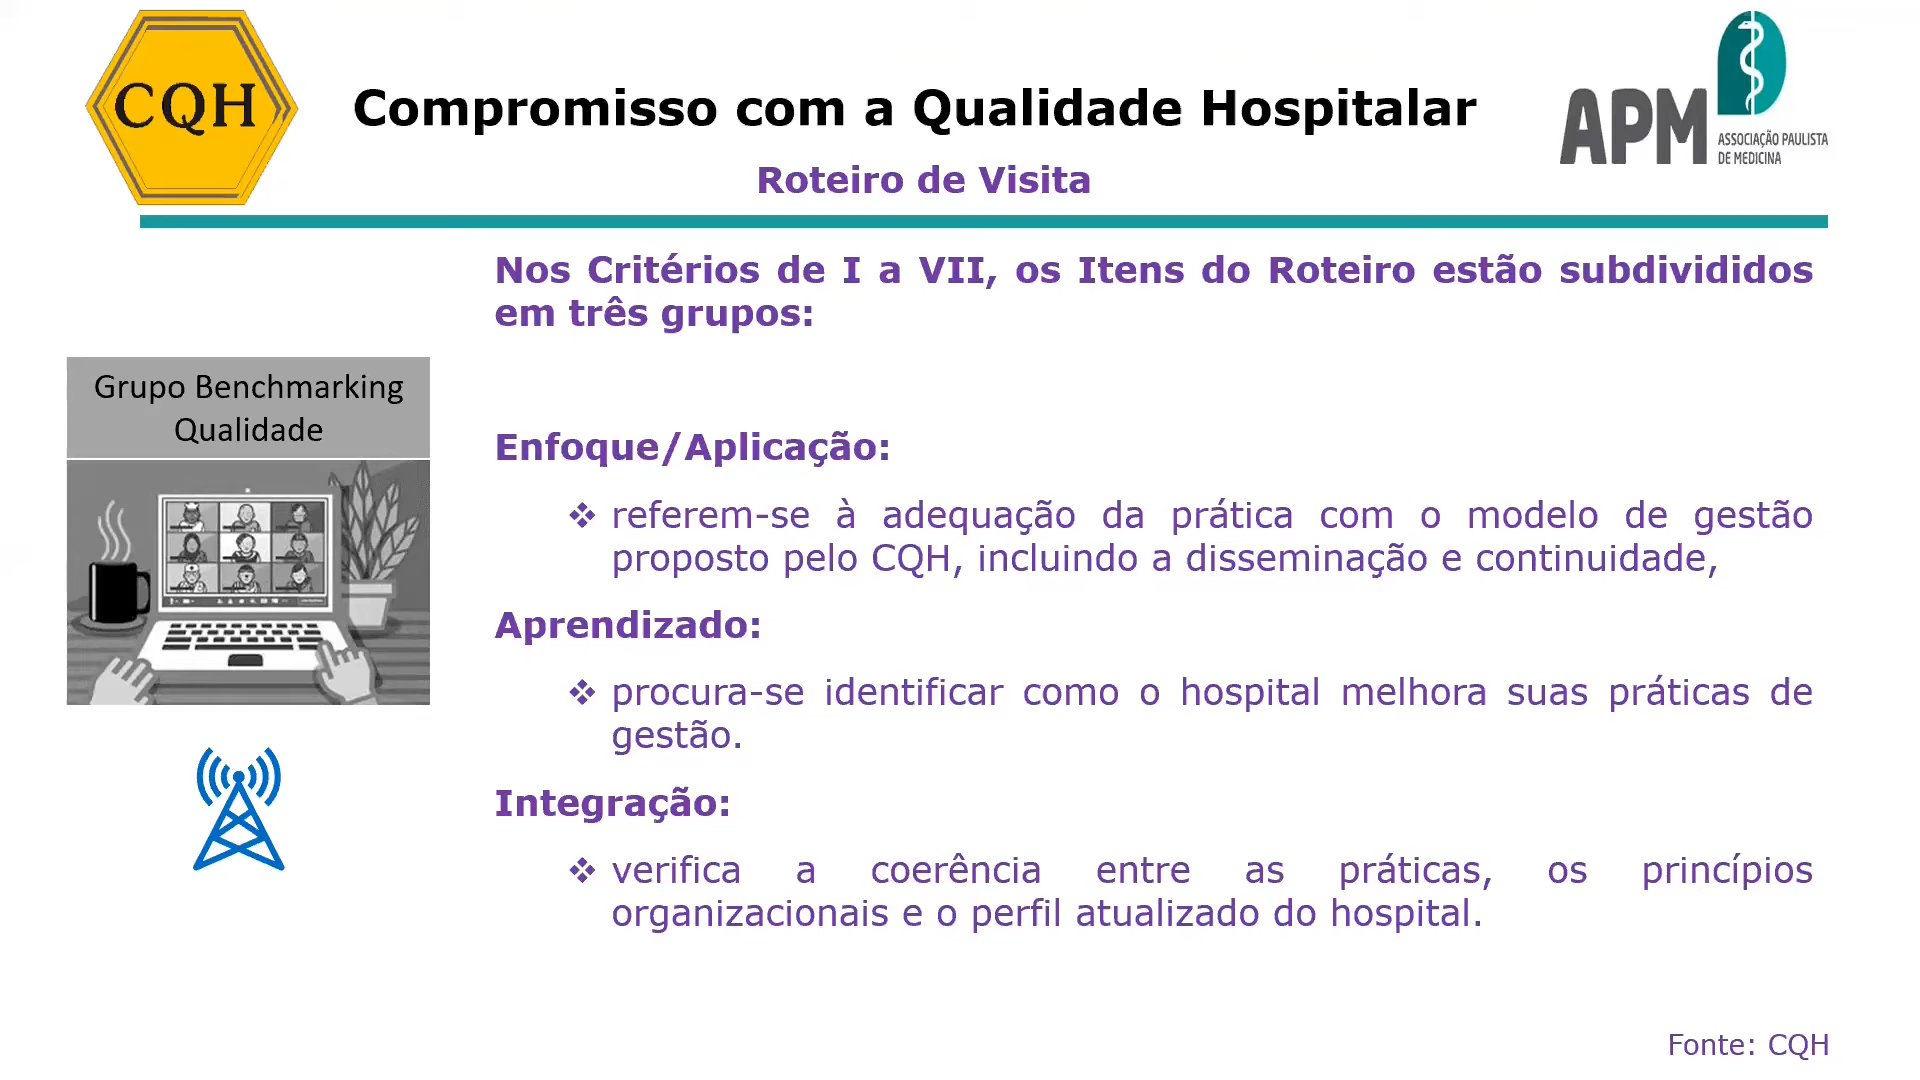 CQH
Compromisso com a Qualidade Hospitalar
APM
ASSOCIAÇÃO PAULISTA
DE MEDICINA
Roteiro de Visita
Nos Critérios de I a VII, os Itens do Roteiro estão subdivididos
em três grupos:
Grupo Benchmarking
Qualidade
Enfoque/Aplicação:
❖ referem-se à adequação da prática com o modelo de gestão
proposto pelo CQH, incluindo a disseminação e continuidade,
Aprendizado:
❖ procura-se identificar como o hospital melhora suas práticas de
gestão.
Integração:
❖ verifica a coerência entre as práticas, os princípios
organizacionais e o perfil atualizado do hospital.
Fonte: CQH